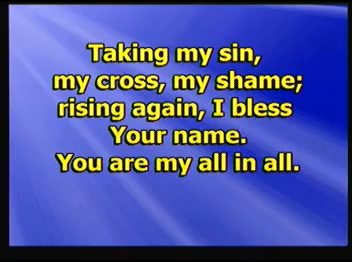 Taking my sin,
my cross, my shame;
rising again, I bless
Your name.
You are my all in all.